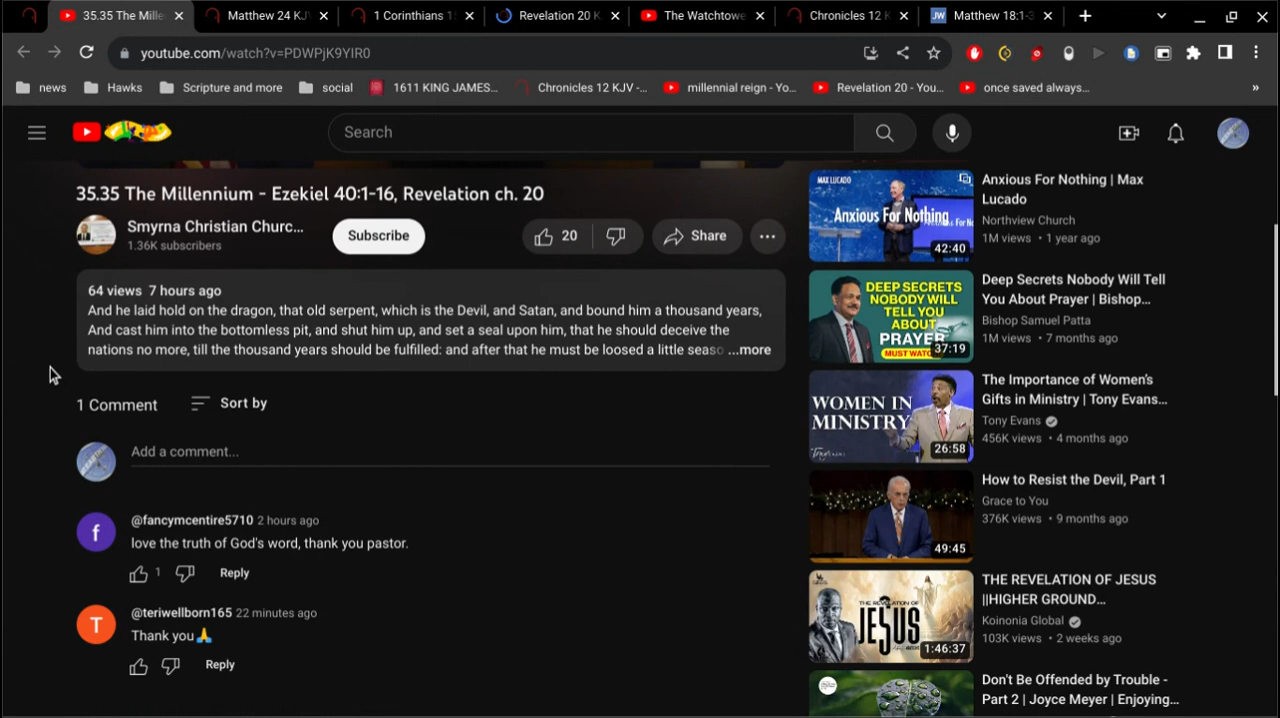 35.35 The Mille
Matthew 24 KJV
1 Corinthians 1
Revelation 20 K
The Watchtowe
Chronicles 12 K
Matthew 18:1-3
youtube.com/watch?v=PDWPjK9YIR0
news
Hawks
Scripture and more
social
1611 KING JAMES...
Chronicles 12 KJV -...
millennial reign - Yo...
Revelation 20 - You...
once saved always...
»
Search
35.35 The Millennium - Ezekiel 40:1-16, Revelation ch. 20
Smyrna Christian Churc...
1.36K subscribers
Subscribe
20
Share
64 views 7 hours ago
And he laid hold on the dragon, that old serpent, which is the Devil, and Satan, and bound him a thousand years,
And cast him into the bottomless pit, and shut him up, and set a seal upon him, that he should deceive the
nations no more, till the thousand years should be fulfilled: and after that he must be loosed a little seaso ...more
1 Comment
Sort by
Add a comment...
f
@fancymcentire5710 2 hours ago
love the truth of God's word, thank you pastor.
1
Reply
T
@teriwellborn165 22 minutes ago
Thank you🙏
Reply
MAX LUCADO
Anxious For Nothing
42:40
Anxious For Nothing | Max
Lucado
Northview Church
1M views • 1 year ago
DEEP SECRETS
NOBODY WILL
TELL YOU
ABOUT
PRAYER
MUST WATC
37:19
Deep Secrets Nobody Will Tell
You About Prayer | Bishop...
Bishop Samuel Patta
1M views • 7 months ago
WOMEN IN
MINISTRY
26:58
The Importance of Women's
Gifts in Ministry | Tony Evans...
Tony Evans
456K views • 4 months ago
49:45
How to Resist the Devil, Part 1
Grace to You
376K views • 9 months ago
THE REVELATION OF
JESUS
1:46:37
THE REVELATION OF JESUS
||HIGHER GROUND...
Koinonia Global
103K views • 2 weeks ago
Don't Be Offended by Trouble -
Part 2 | Joyce Meyer | Enjoying...